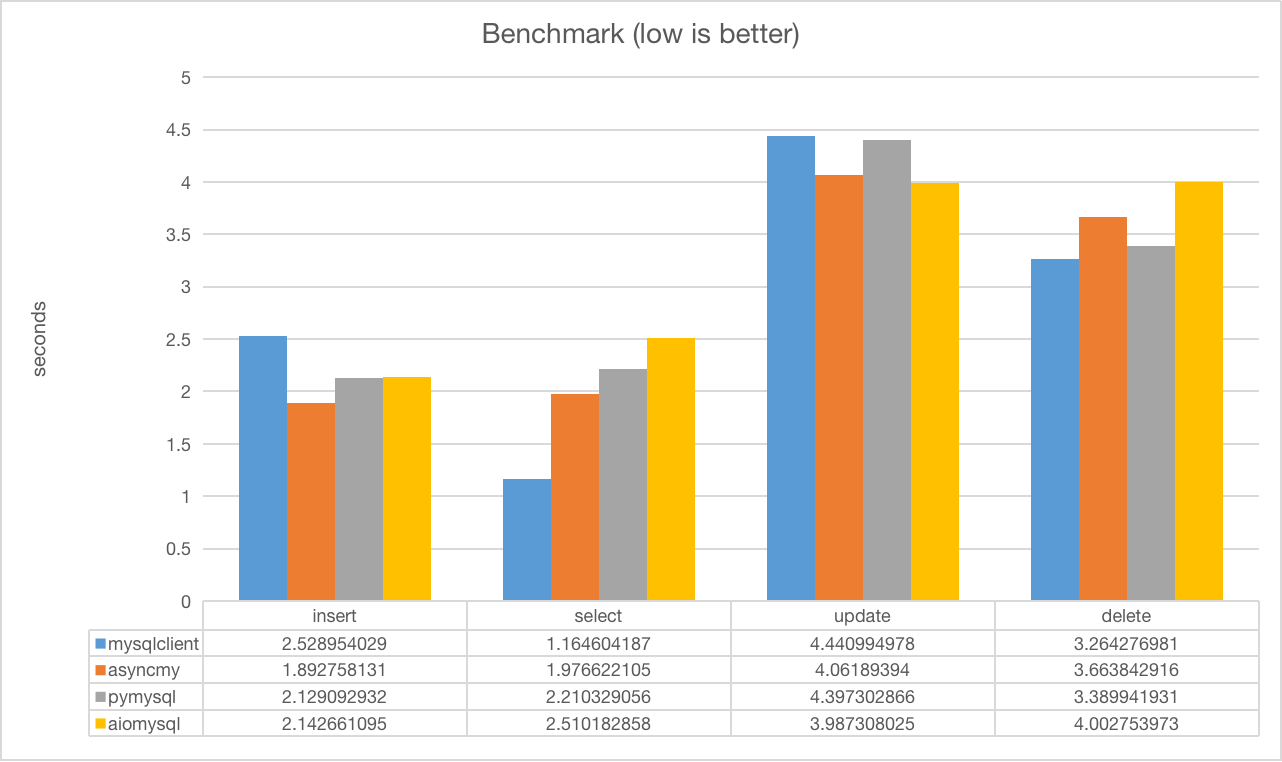 Benchmark (low is better)
5
4.5
4
3.5
3
2.5
2
1.5
1
0.5
0
seconds
insert select update delete
mysqlclient 2.528954029 1.164604187 4.440994978 3.264276981
asyncmy 1.892758131 1.976622105 4.06189394 3.663842916
pymysql 2.129092932 2.210329056 4.397302866 3.389941931
aiomysql 2.142661095 2.510182858 3.987308025 4.002753973